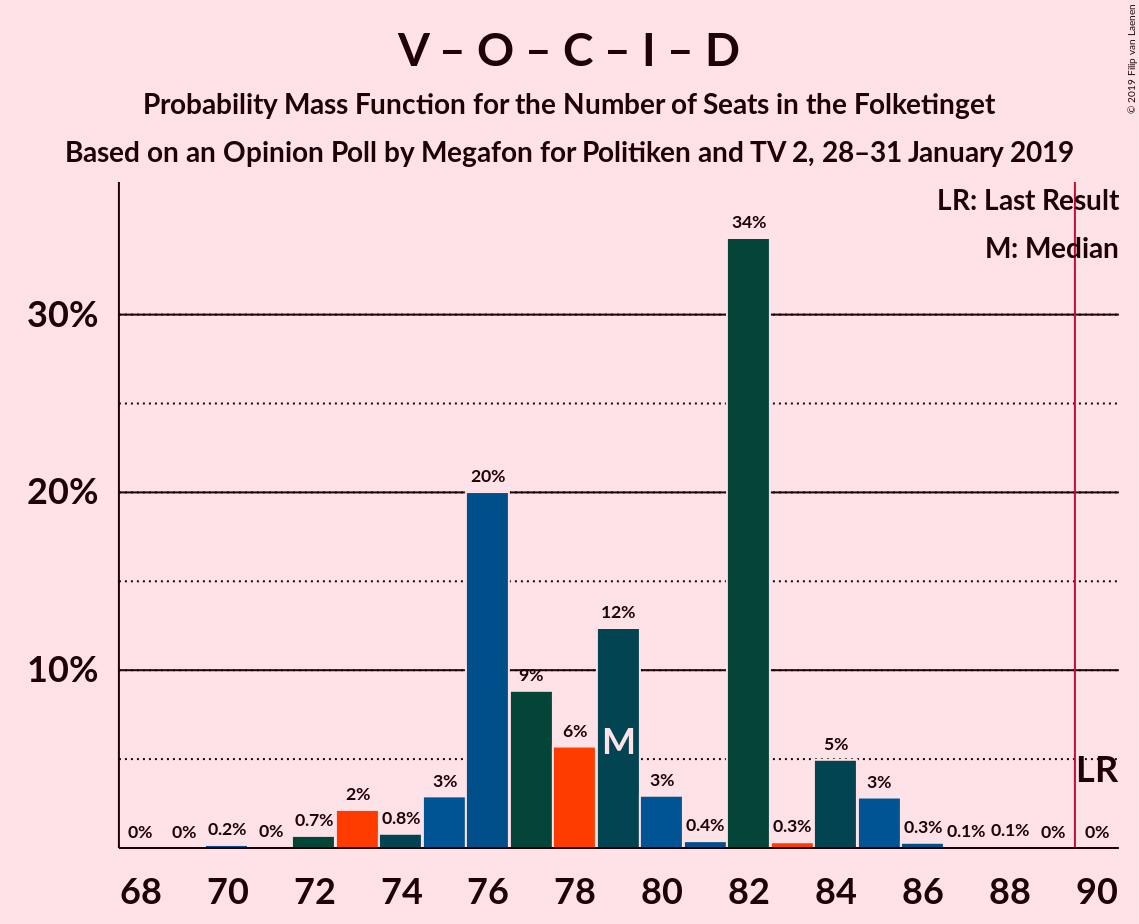 V – O – C – I – D
Probability Mass Function for the Number of Seats in the Folketinget
Based on an Opinion Poll by Megafon for Politiken and TV 2, 28–31 January 2019
© 2019 Filip van Laenen
LR: Last Result
M: Median
34%
30%
20%
20%
12%
10%
9%
6%
M
5%
LR
3%
3%
3%
2%
0.7%
0.8%
0.4%
0.3%
0.3%
0% 0% 0.2% 0% 0.1% 0.1% 0% 0%
68 70 72 74 76 78 80 82 84 86 88 90